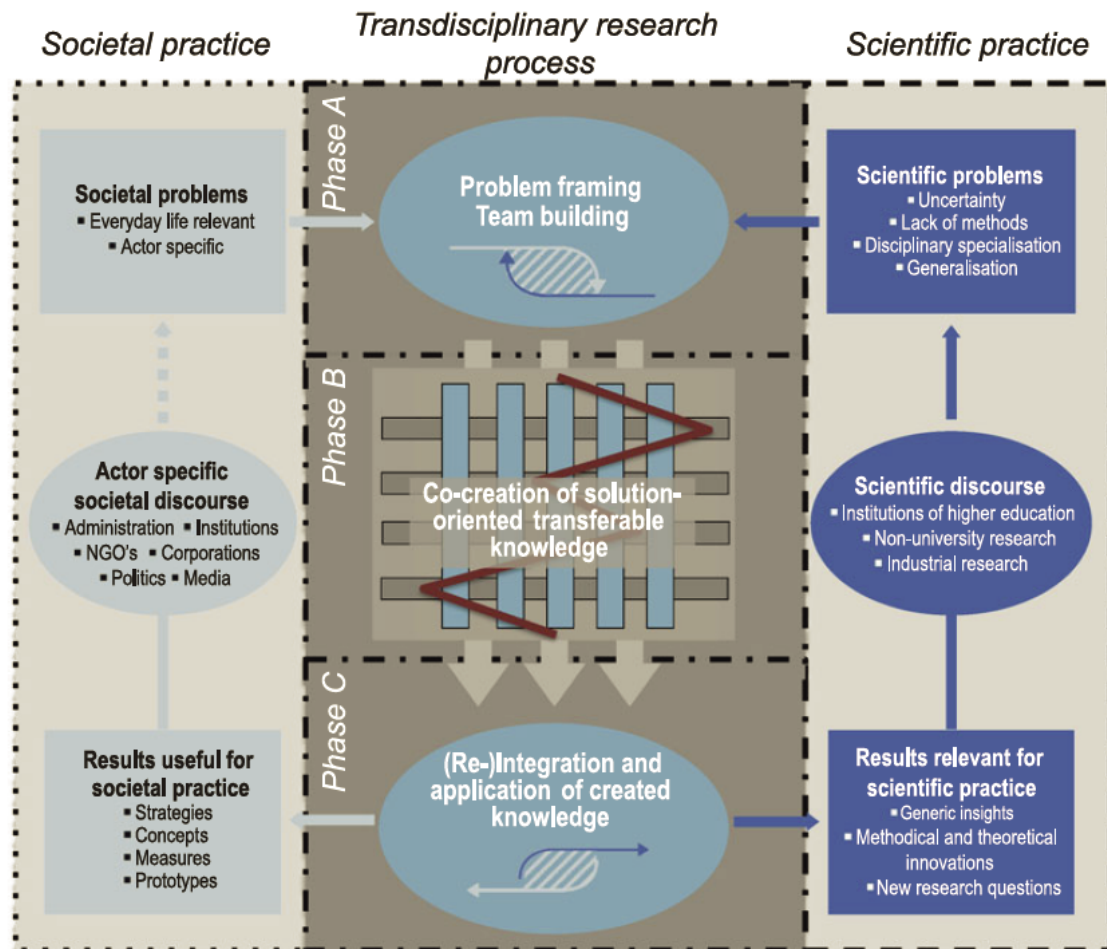 Societal practice
Transdisciplinary research
process
Scientific practice
Phase A
Societal problems
▪ Everyday life relevant
▪ Actor specific
Problem framing
Team building
Scientific problems
▪ Uncertainty
▪ Lack of methods
▪ Disciplinary specialisation
▪ Generalisation
Phase B
Actor specific
societal discourse
▪ Administration ▪ Institutions
▪ NGO's ▪ Corporations
▪ Politics ▪ Media
Co-creation of solution-
oriented transferable
knowledge
Scientific discourse
▪ Institutions of higher education
▪ Non-university research
▪ Industrial research
Phase C
Results useful for
societal practice
▪ Strategies
▪ Concepts
▪ Measures
▪ Prototypes
(Re-)Integration and
application of created
knowledge
Results relevant for
scientific practice
▪ Generic insights
▪ Methodical and theoretical
innovations
▪ New research questions